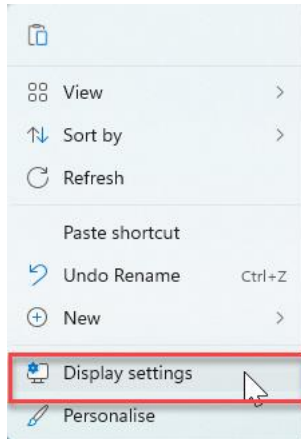 View
Sort by
Refresh
Paste shortcut
Undo Rename Ctrl+Z
New
Display settings
Personalise